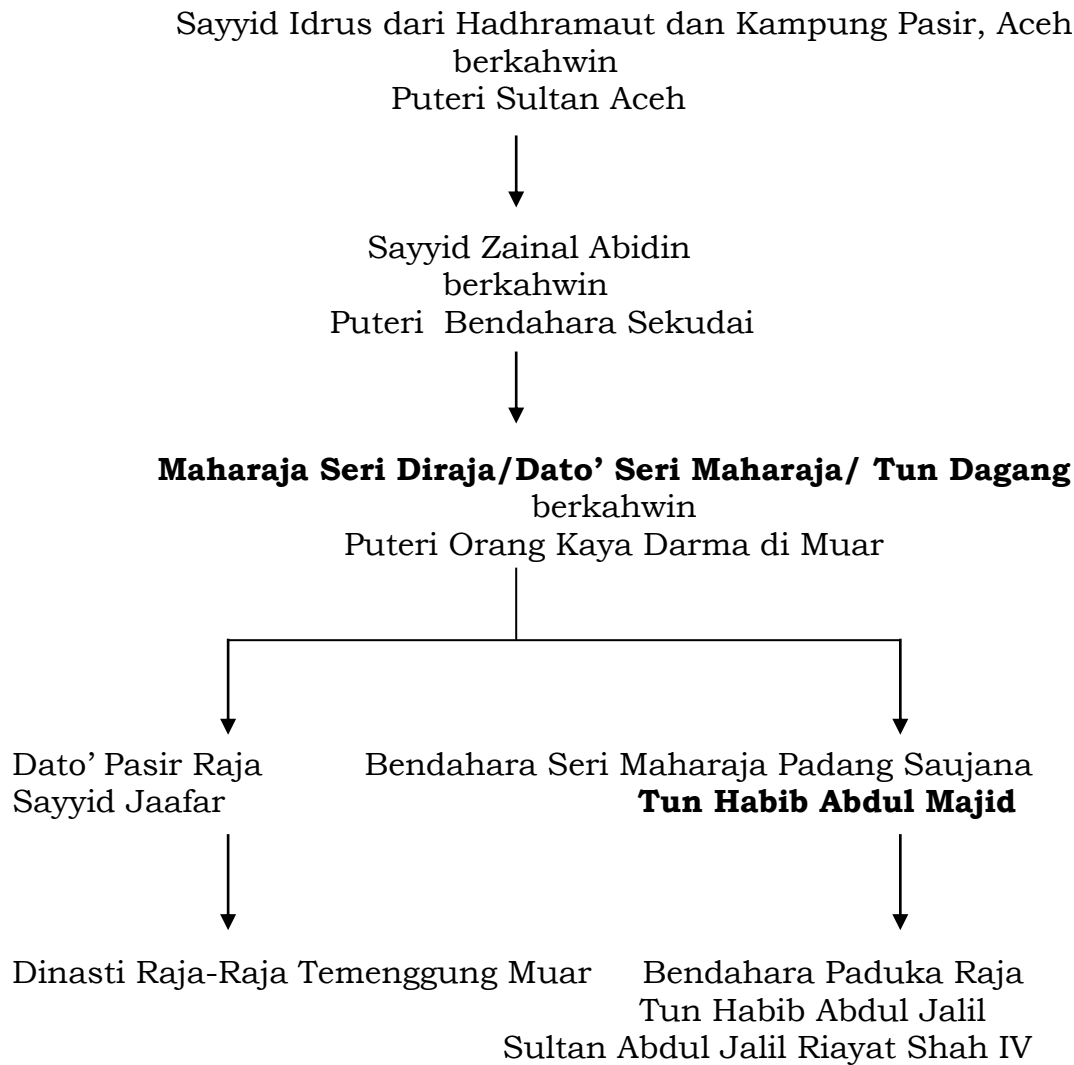 Sayyid Idrus dari Hadhramaut dan Kampung Pasir, Aceh
berkahwin
Puteri Sultan Aceh
Sayyid Zainal Abidin
berkahwin
Puteri Bendahara Sekudai
Maharaja Seri Diraja/Dato’ Seri Maharaja/ Tun Dagang
berkahwin
Puteri Orang Kaya Darma di Muar
Dato’ Pasir Raja
Sayyid Jaafar
Bendahara Seri Maharaja Padang Saujana
Tun Habib Abdul Majid
Dinasti Raja-Raja Temenggung Muar
Bendahara Paduka Raja
Tun Habib Abdul Jalil
Sultan Abdul Jalil Riayat Shah IV